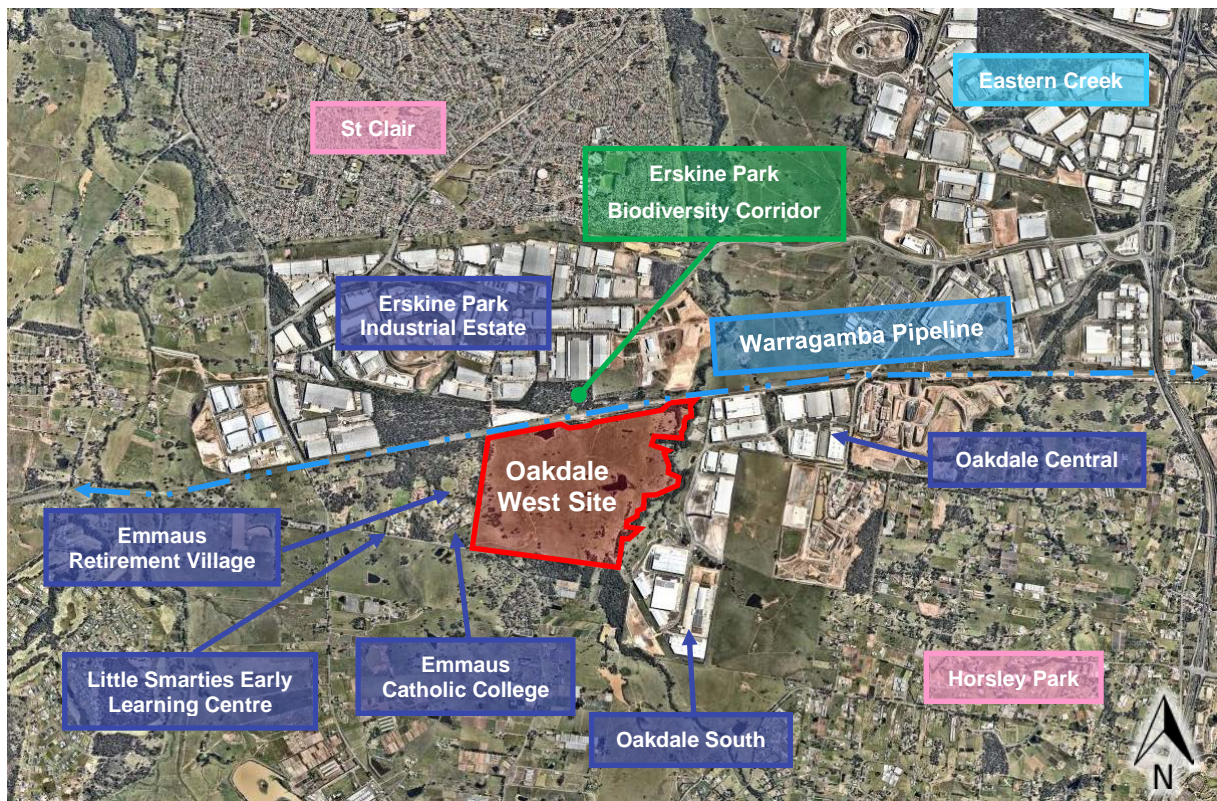 Eastern Creek
St Clair
Erskine Park
Biodiversity Corridor
Erskine Park
Industrial Estate
Warragamba Pipeline
Oakdale
West Site
Oakdale Central
Emmaus
Retirement Village
Little Smarties Early
Learning Centre
Emmaus
Catholic College
Horsley Park
Oakdale South
N